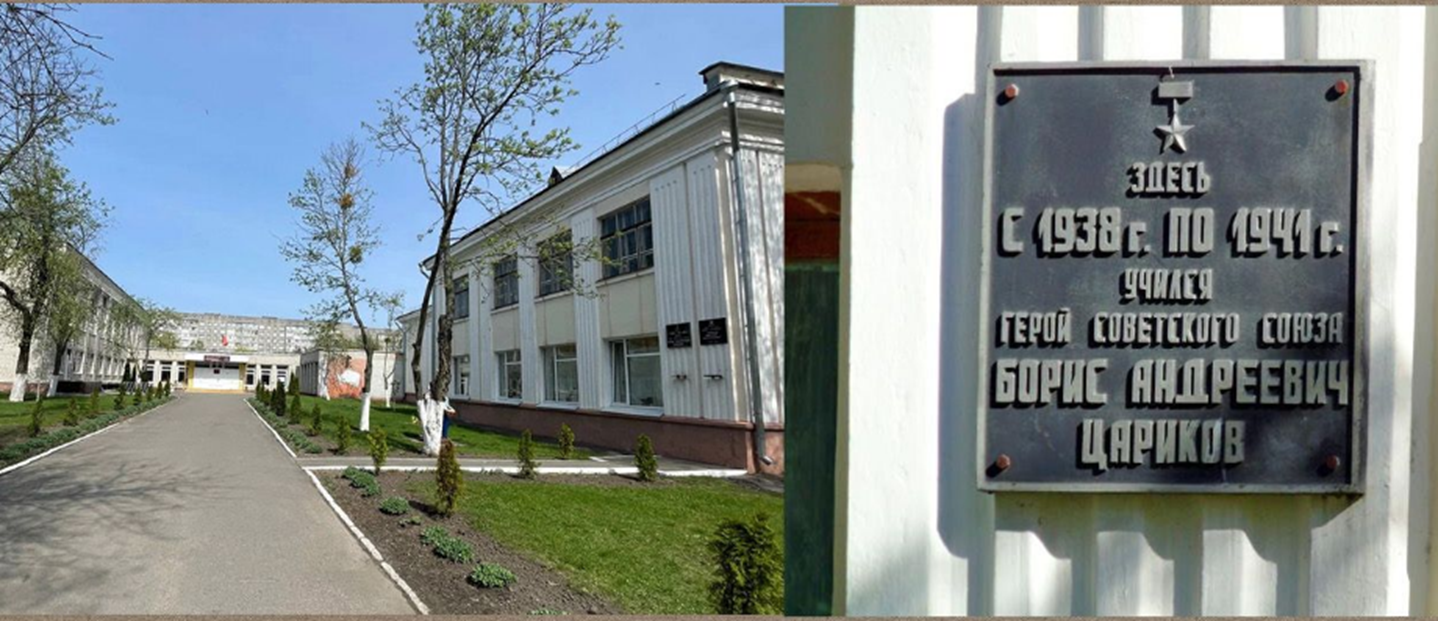 ЗДЕСЬ
С 1938 г. ПО 1941 г.
УЧИЛСЯ
ГЕРОЙ СОВЕТСКОГО СОЮЗА
БОРИС АНДРЕЕВИЧ
ЦАРИКОВ